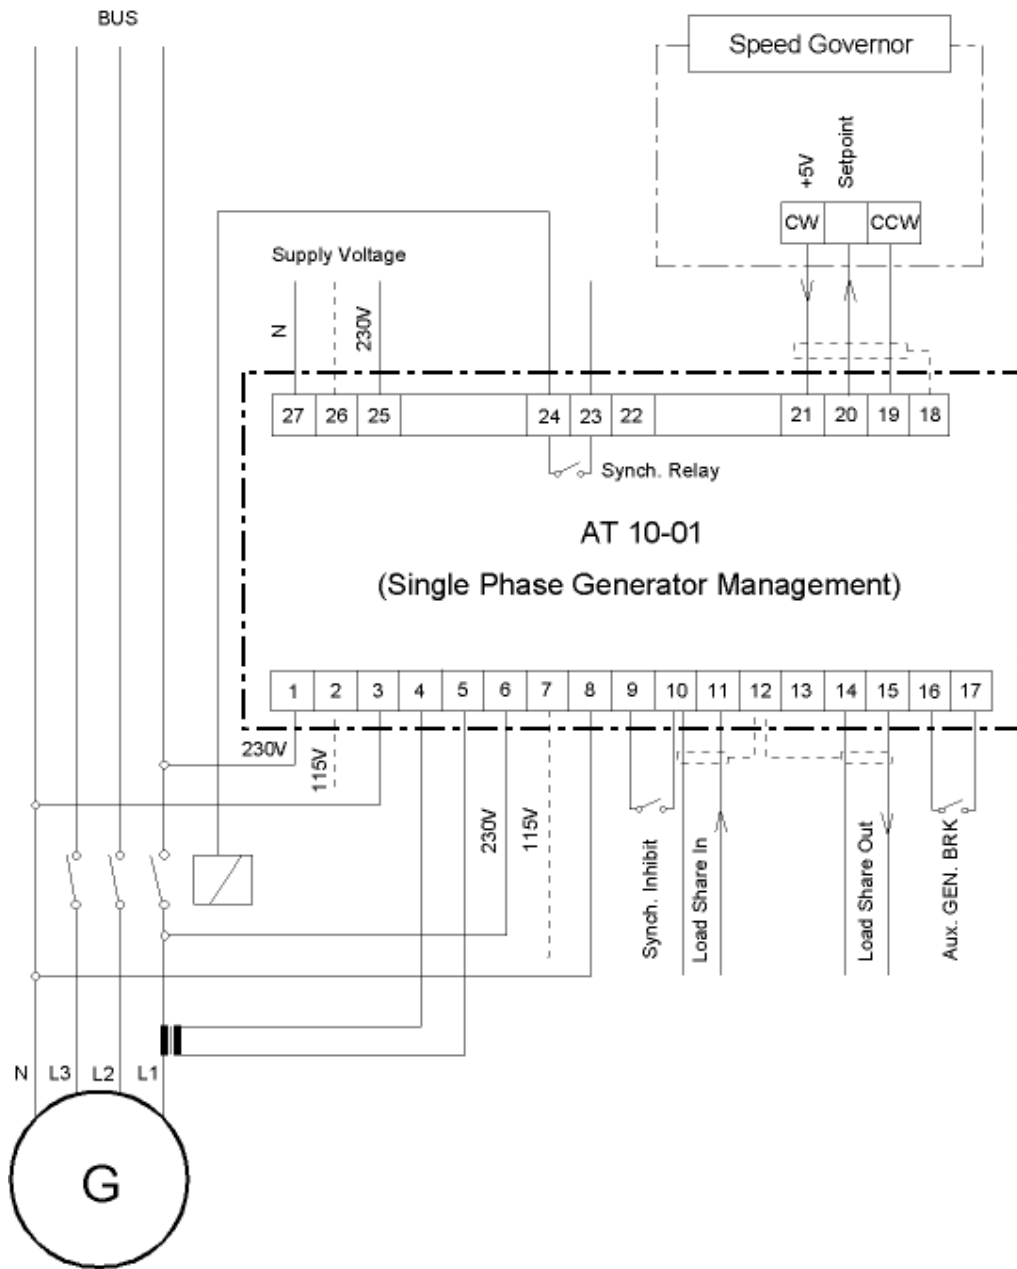 BUS
Speed Governor
+5V
Setpoint
CW
CCW
Supply Voltage
N
230V
27 26 25 24 23 22 21 20 19 18
Synch. Relay
AT 10-01
(Single Phase Generator Management)
1 2 3 4 5 6 7 8 9 10 11 12 13 14 15 16 17
230V
115V
230V
115V
Synch. Inhibit
Load Share In
Load Share Out
Aux. GEN. BRK
N L3 L2 L1
G